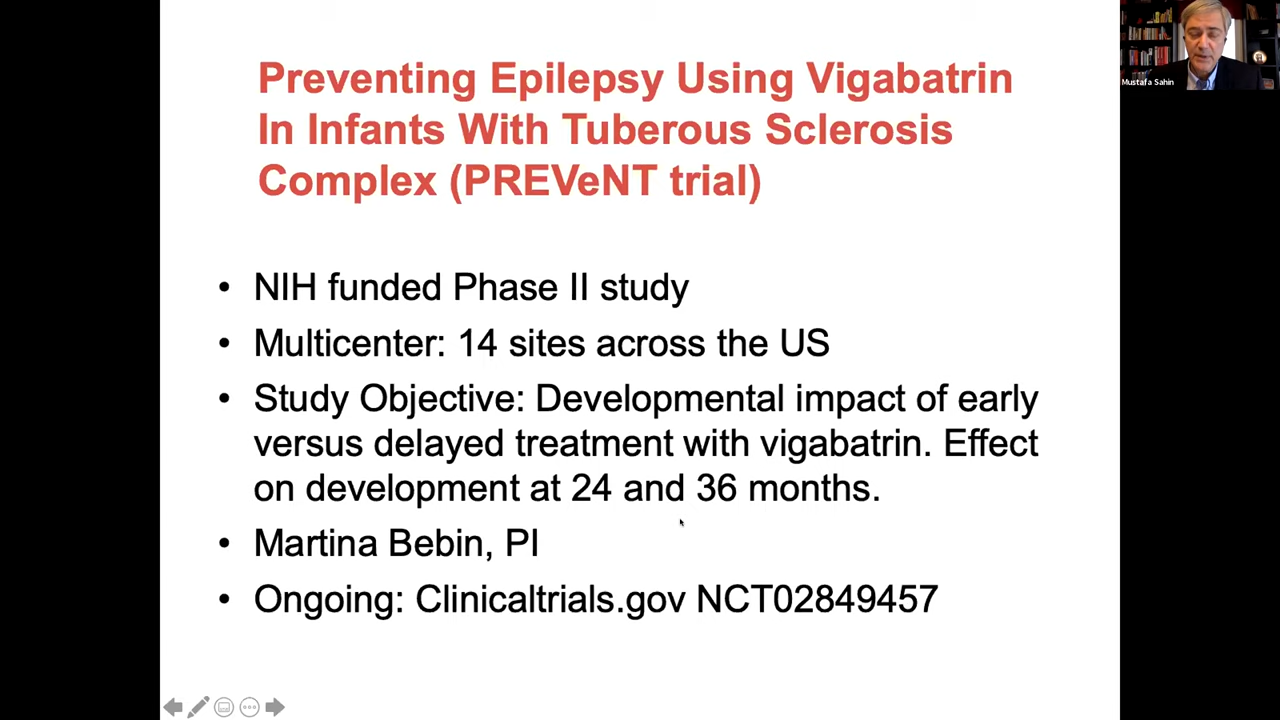 Preventing Epilepsy Using Vigabatrin
In Infants With Tuberous Sclerosis
Complex (PREVeNT trial)
• NIH funded Phase II study
• Multicenter: 14 sites across the US
• Study Objective: Developmental impact of early
versus delayed treatment with vigabatrin. Effect
on development at 24 and 36 months.
• Martina Bebin, PI
• Ongoing: Clinicaltrials.gov NCT02849457
Mustafa Sahin